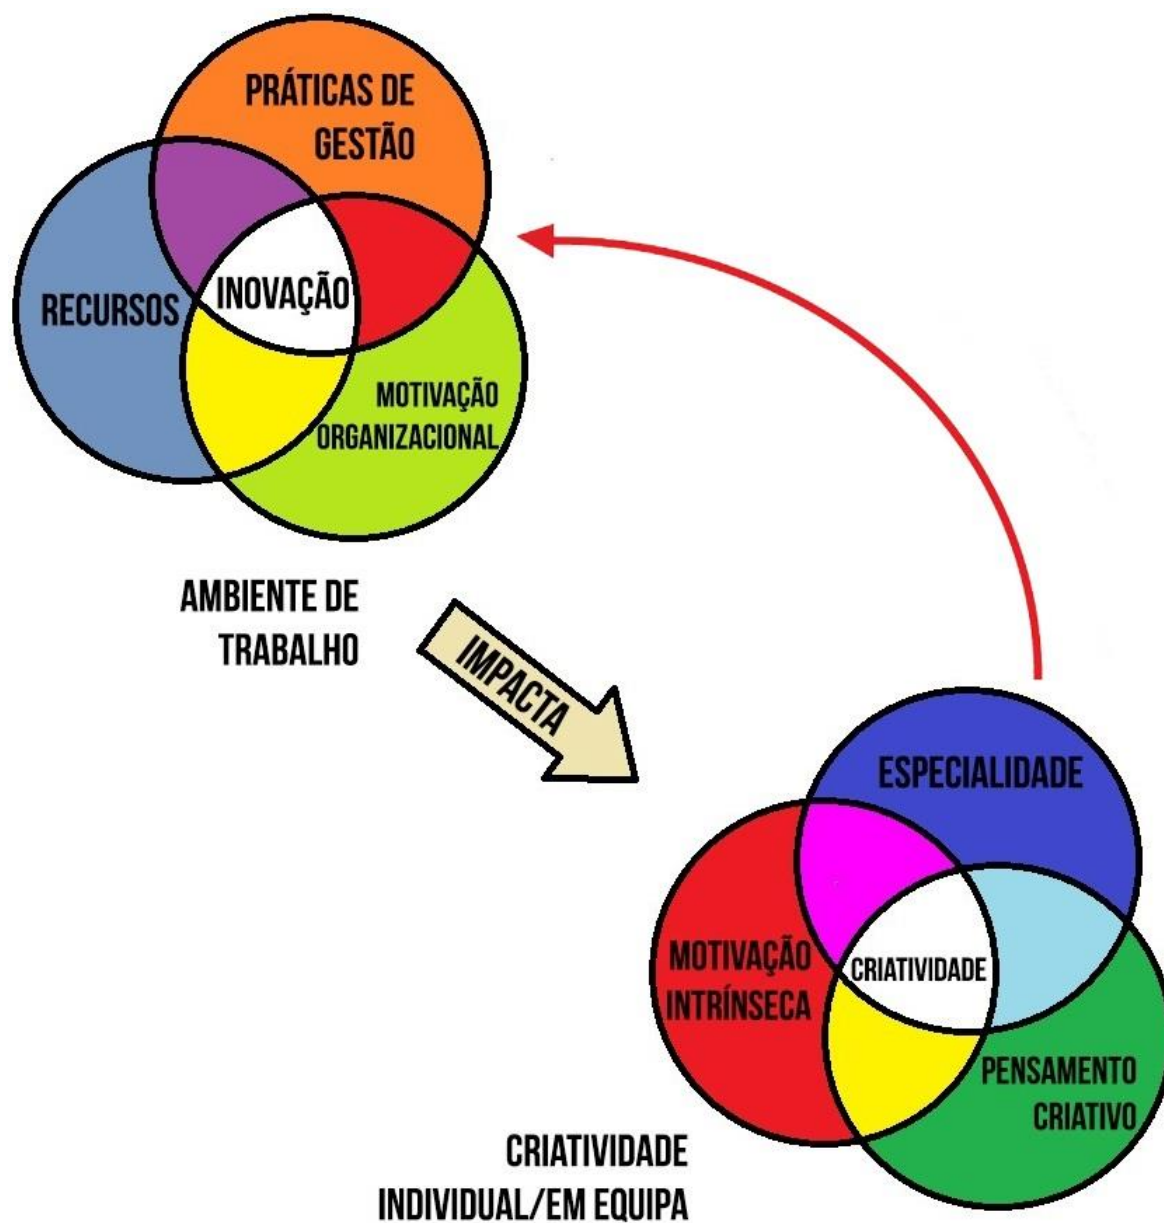 PRÁTICAS DE
GESTÃO
RECURSOS
INOVAÇÃO
MOTIVAÇÃO
ORGANIZACIONAL
AMBIENTE DE
TRABALHO
IMPACTA
ESPECIALIDADE
MOTIVAÇÃO
INTRÍNSECA
CRIATIVIDADE
PENSAMENTO
CRIATIVO
CRIATIVIDADE
INDIVIDUAL/EM EQUIPA